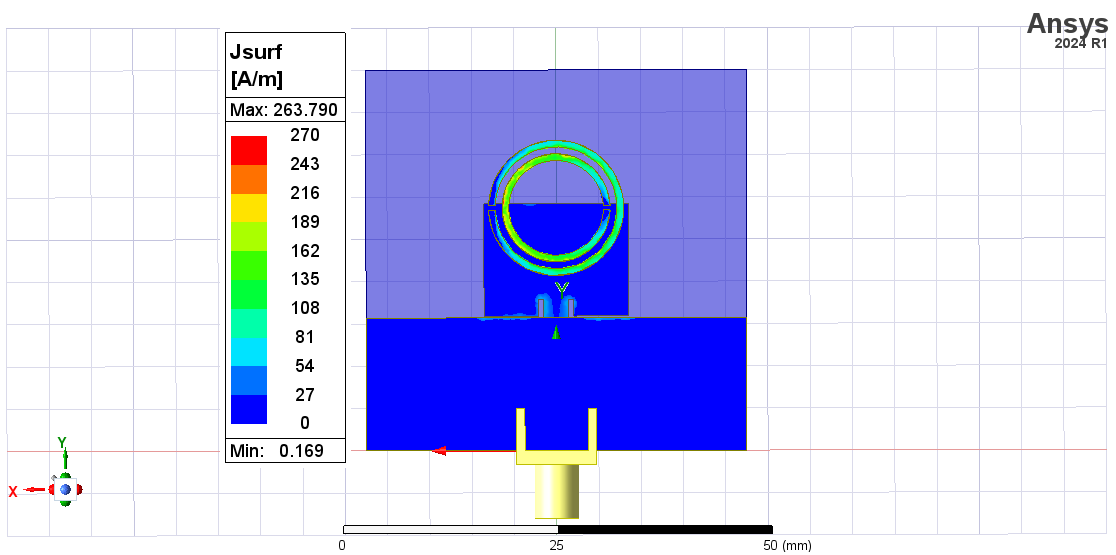 Ansys
2024 R1
Jsurf
[A/m]
Max: 263.790
270
243
216
189
162
135
108
81
54
27
0
Min: 0.169
Y
X
0
25
50 (mm)